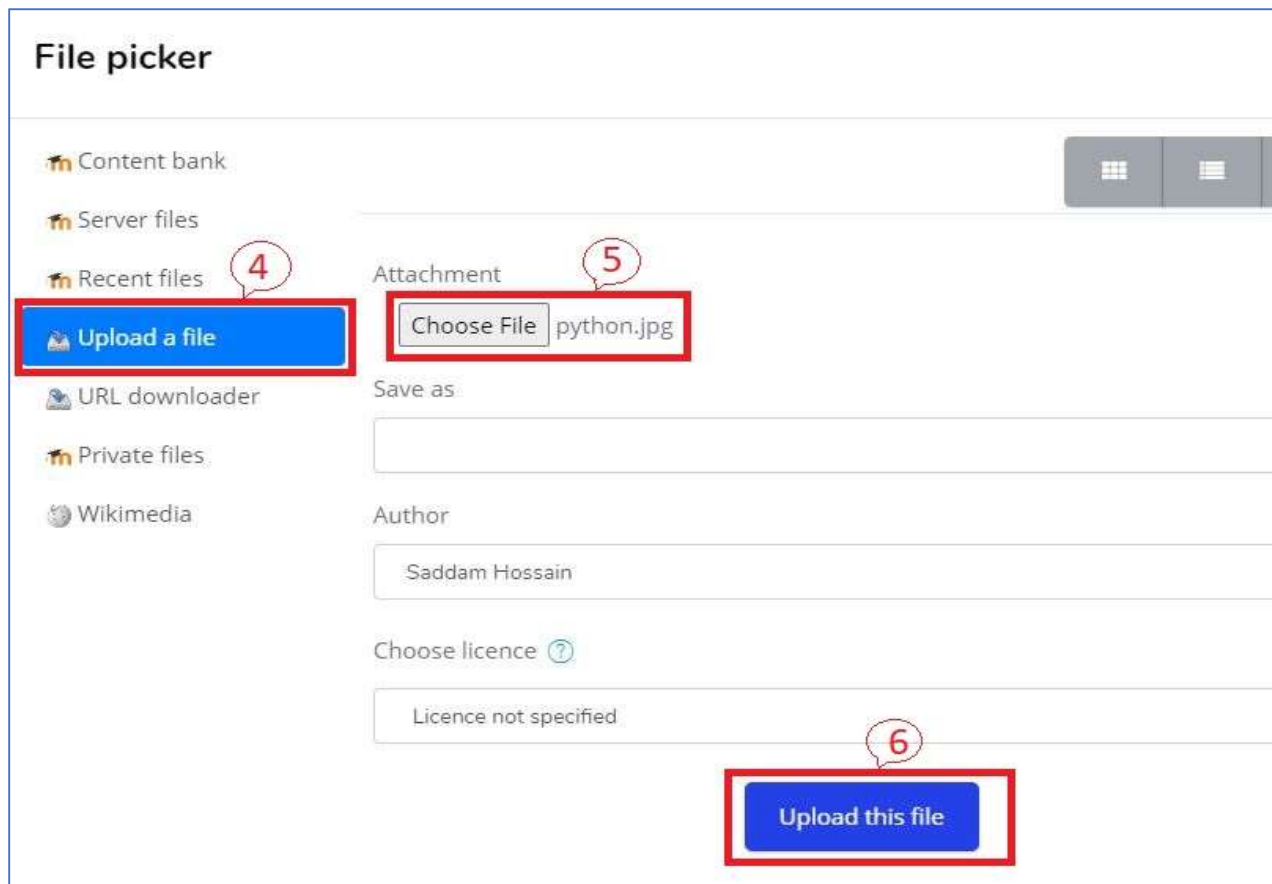 File picker
Content bank
Server files
Recent files
4
Upload a file
URL downloader
Private files
Wikimedia
Attachment
5
Choose File python.jpg
Save as
Author
Saddam Hossain
Choose licence ?
Licence not specified
6
Upload this file